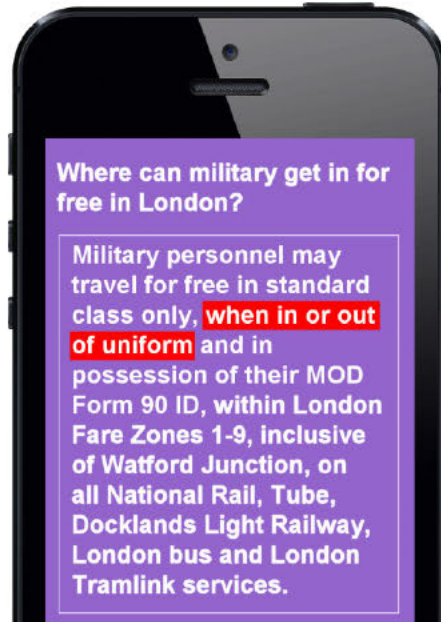 Where can military get in for
free in London?
Military personnel may
travel for free in standard
class only, when in or out
of uniform and in
possession of their MOD
Form 90 ID, within London
Fare Zones 1-9, inclusive
of Watford Junction, on
all National Rail, Tube,
Docklands Light Railway,
London bus and London
Tramlink services.